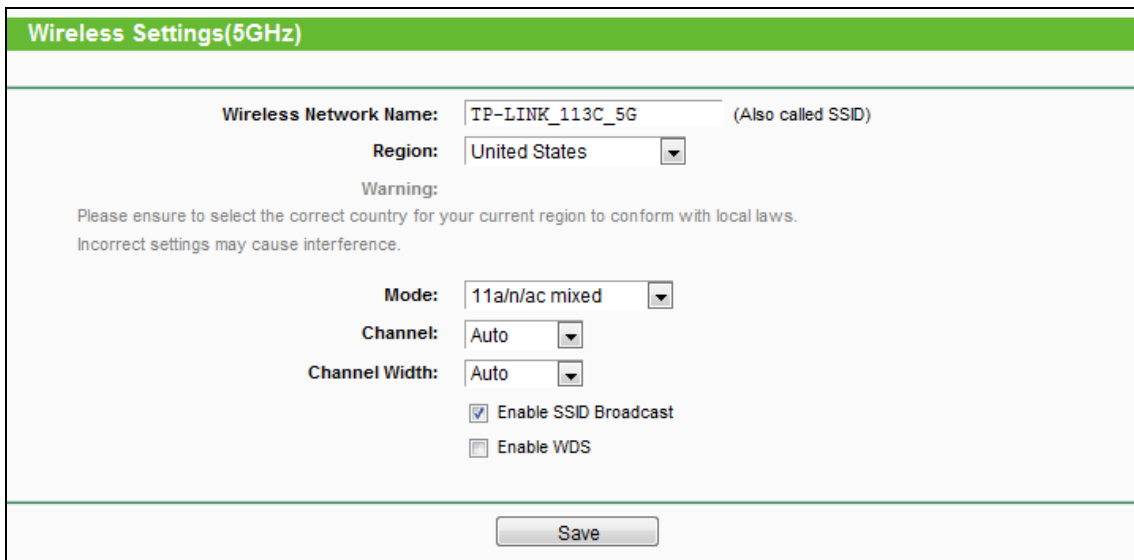 Wireless Settings(5GHz)
Wireless Network Name: TP-LINK_113C_5G (Also called SSID)
Region: United States
Warning:
Please ensure to select the correct country for your current region to conform with local laws.
Incorrect settings may cause interference.
Mode: 11a/n/ac mixed
Channel: Auto
Channel Width: Auto
Enable SSID Broadcast
Enable WDS
Save